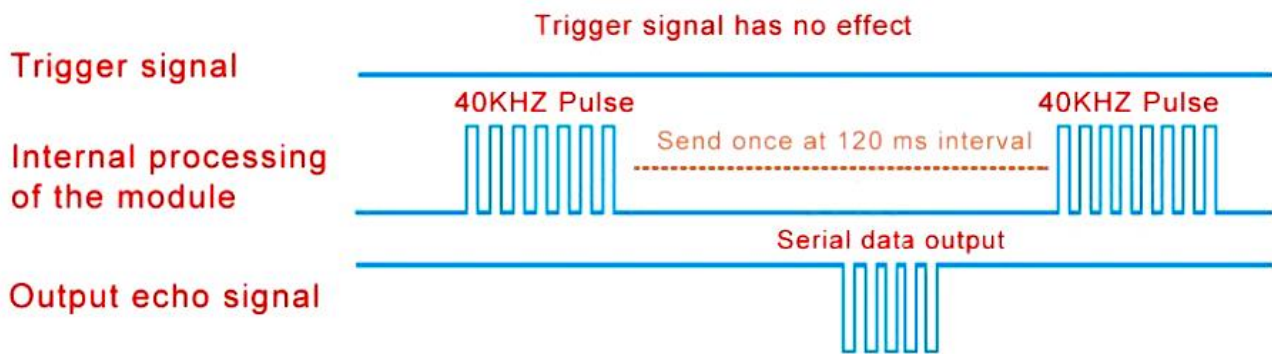 Trigger signal has no effect
Trigger signal
40KHZ Pulse
40KHZ Pulse
Send once at 120 ms interval
Internal processing
of the module
Serial data output
Output echo signal